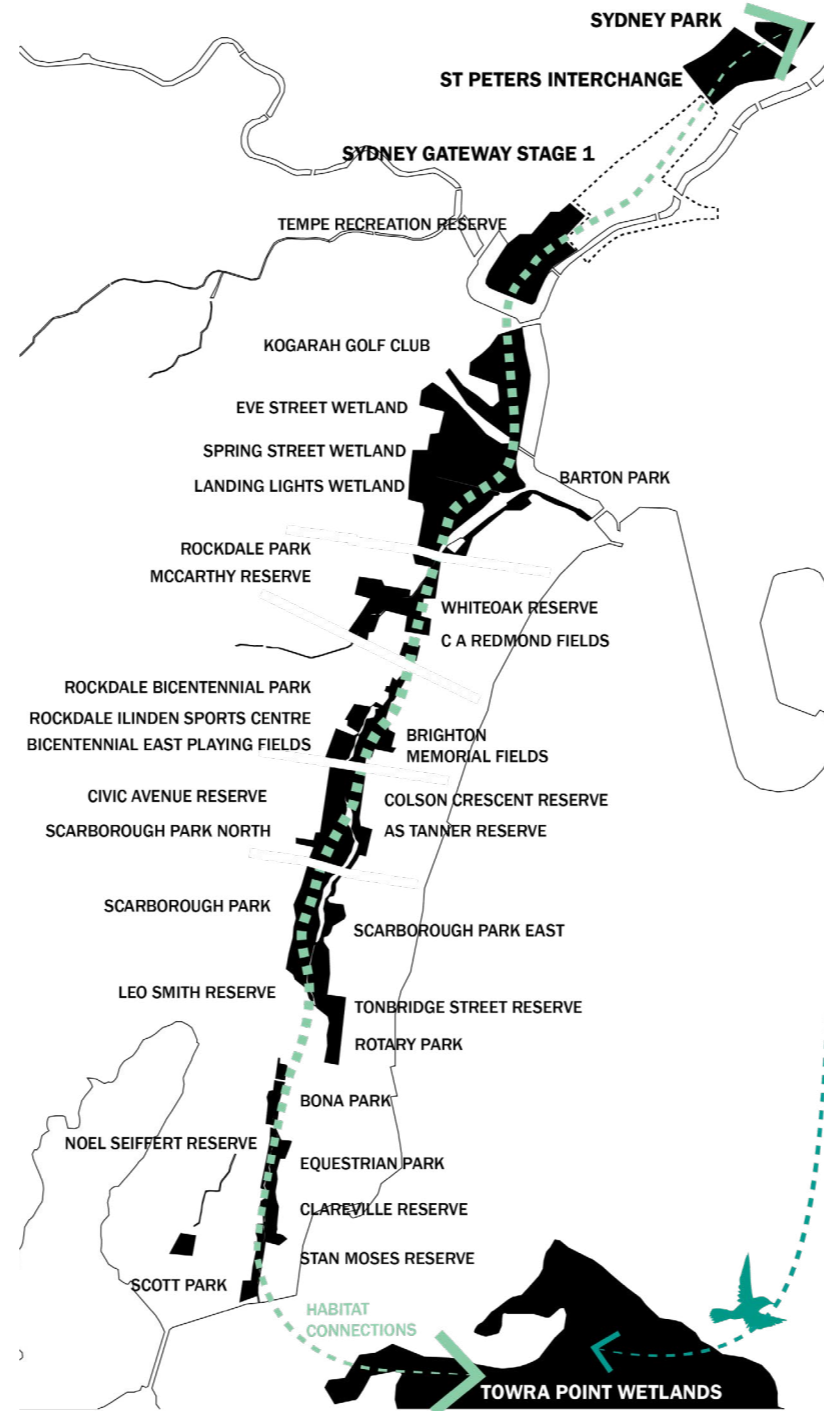 SYDNEY PARK
ST PETERS INTERCHANGE
SYDNEY GATEWAY STAGE 1
TEMPE RECREATION RESERVE
KOGARAH GOLF CLUB
EVE STREET WETLAND
SPRING STREET WETLAND
BARTON PARK
LANDING LIGHTS WETLAND
ROCKDALE PARK
MCCARTHY RESERVE
WHITEOAK RESERVE
C A REDMOND FIELDS
ROCKDALE BICENTENNIAL PARK
ROCKDALE ILINDEN SPORTS CENTRE
BICENTENNIAL EAST PLAYING FIELDS
BRIGHTON
MEMORIAL FIELDS
CIVIC AVENUE RESERVE
COLSON CRESCENT RESERVE
SCARBOROUGH PARK NORTH
AS TANNER RESERVE
SCARBOROUGH PARK
SCARBOROUGH PARK EAST
LEO SMITH RESERVE
TONBRIDGE STREET RESERVE
ROTARY PARK
BONA PARK
NOEL SEIFFERT RESERVE
EQUESTRIAN PARK
CLAREVILLE RESERVE
STAN MOSES RESERVE
SCOTT PARK
HABITAT
CONNECTIONS
TOWRA POINT WETLANDS